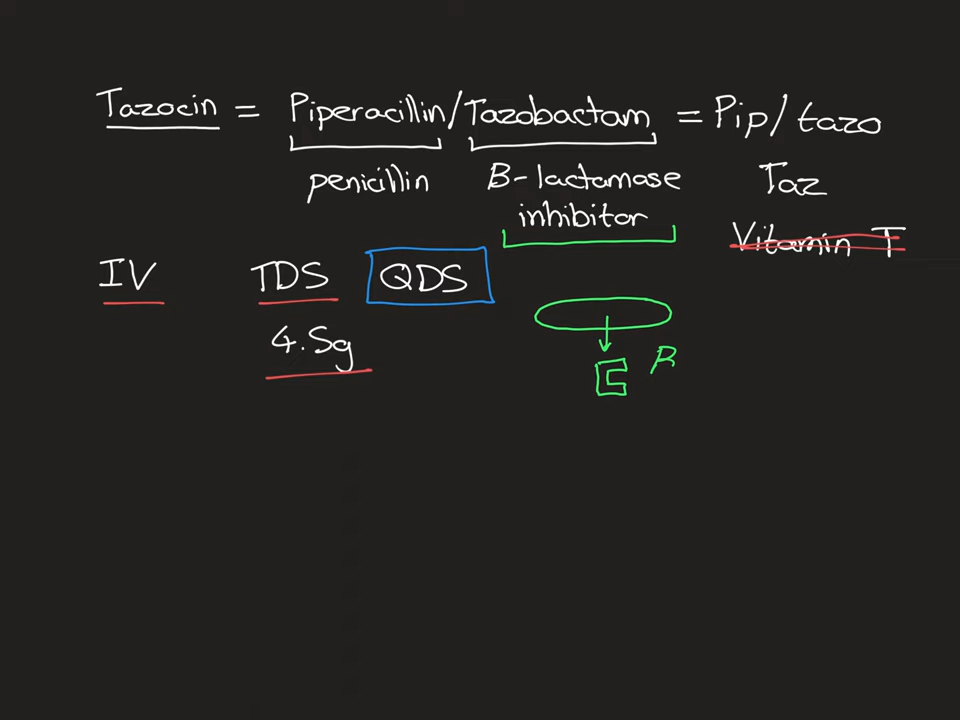 Tazocin = Piperacillin/Tazobactam = Pip/tazo
penicillin B-lactamase Taz
inhibitor
Vitamin T
IV TDS QDS
4.5g
B